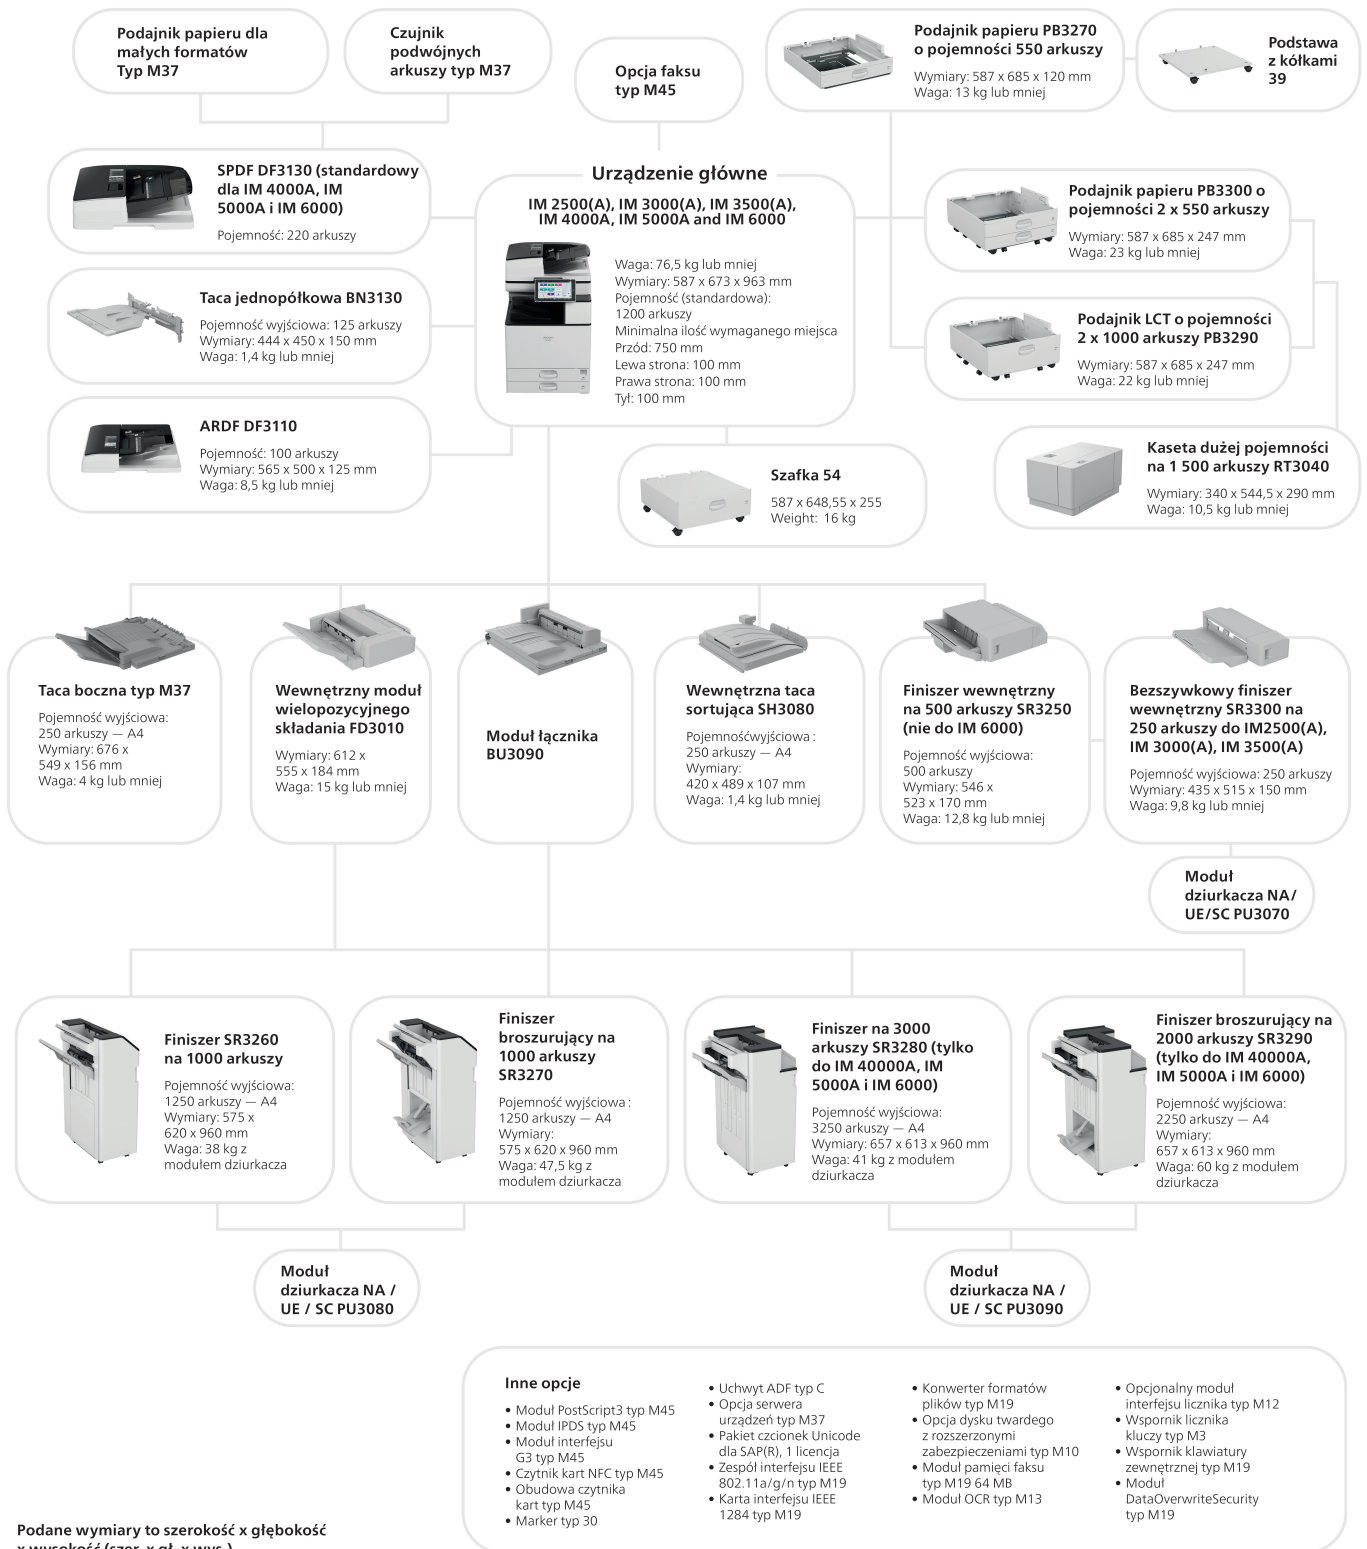 Podajnik papieru dla
małych formatów
Typ M37
Czujnik
podwójnych
arkuszy typ M37
Opcja faksu
typ M45
Podajnik papieru PB3270
o pojemności 550 arkuszy
Wymiary: 587 x 685 x 120 mm
Waga: 13 kg lub mniej
Podstawa
z kółkami
39
SPDF DF3130 (standardowy
dla IM 4000A, IM
5000A i IM 6000)
Pojemność: 220 arkuszy
Urządzenie główne
IM 2500(A), IM 3000(A), IM 3500(A),
IM 4000A, IM 5000A and IM 6000
Waga: 76,5 kg lub mniej
Wymiary: 587 x 673 x 963 mm
Pojemność (standardowa):
1200 arkuszy
Minimalna ilość wymaganego miejsca
Przód: 750 mm
Lewa strona: 100 mm
Prawa strona: 100 mm
Tył: 100 mm
Podajnik papieru PB3300 o
pojemności 2 x 550 arkuszy
Wymiary: 587 x 685 x 247 mm
Waga: 23 kg lub mniej
Taca jednopółkowa BN3130
Pojemność wyjściowa: 125 arkuszy
Wymiary: 444 x 450 x 150 mm
Waga: 1,4 kg lub mniej
Podajnik LCT o pojemności
2 x 1000 arkuszy PB3290
Wymiary: 587 x 685 x 247 mm
Waga: 22 kg lub mniej
ARDF DF3110
Pojemność: 100 arkuszy
Wymiary: 565 x 500 x 125 mm
Waga: 8,5 kg lub mniej
Szafka 54
587 x 648,55 x 255
Weight: 16 kg
Kaseta dużej pojemności
na 1 500 arkuszy RT3040
Wymiary: 340 x 544,5 x 290 mm
Waga: 10,5 kg lub mniej
Taca boczna typ M37
Pojemność wyjściowa:
250 arkuszy — A4
Wymiary: 676 x
549 x 156 mm
Waga: 4 kg lub mniej
Wewnętrzny moduł
wielopozycyjnego
składania FD3010
Wymiary: 612 x
555 x 184 mm
Waga: 15 kg lub mniej
Moduł łącznika
BU3090
Wewnętrzna taca
sortująca SH3080
Pojemnośćwyjściowa :
250 arkuszy — A4
Wymiary:
420 x 489 x 107 mm
Waga: 1,4 kg lub mniej
Finiszer wewnętrzny
na 500 arkuszy SR3250
(nie do IM 6000)
Pojemność wyjściowa:
500 arkuszy
Wymiary: 546 x
523 x 170 mm
Waga: 12,8 kg lub mniej
Bezszywkowy finiszer
wewnętrzny SR3300 na
250 arkuszy do IM2500(A),
IM 3000(A), IM 3500(A)
Pojemność wyjściowa: 250 arkuszy
Wymiary: 435 x 515 x 150 mm
Waga: 9,8 kg lub mniej
Moduł
dziurkacza NA/
UE/SC PU3070
Finiszer SR3260
na 1000 arkuszy
Pojemność wyjściowa:
1250 arkuszy — A4
Wymiary: 575 x
620 x 960 mm
Waga: 38 kg z
modułem dziurkacza
Finiszer
broszurujący na
1000 arkuszy
SR3270
Pojemność wyjściowa :
1250 arkuszy — A4
Wymiary:
575 x 620 x 960 mm
Waga: 47,5 kg z
modułem dziurkacza
Finiszer na 3000
arkuszy SR3280 (tylko
do IM 40000A, IM
5000A i IM 6000)
Pojemność wyjściowa:
3250 arkuszy — A4
Wymiary: 657 x 613 x 960 mm
Waga: 41 kg z modułem
dziurkacza
Finiszer broszurujący na
2000 arkuszy SR3290
(tylko do IM 40000A,
IM 5000A i IM 6000)
Pojemność wyjściowa:
2250 arkuszy — A4
Wymiary:
657 x 613 x 960 mm
Waga: 60 kg z modułem
dziurkacza
Moduł
dziurkacza NA /
UE / SC PU3080
Moduł
dziurkacza NA /
UE / SC PU3090
Inne opcje
• Moduł PostScript3 typ M45
• Moduł IPDS typ M45
• Moduł interfejsu
G3 typ M45
• Czytnik kart NFC typ M45
• Obudowa czytnika
kart typ M45
• Marker typ 30
• Uchwyt ADF typ C
• Opcja serwera
urządzeń typ M37
• Pakiet czcionek Unicode
dla SAP(R), 1 licencja
• Zespół interfejsu IEEE
802.11a/g/n typ M19
• Karta interfejsu IEEE
1284 typ M19
• Konwerter formatów
plików typ M19
• Opcja dysku twardego
z rozszerzonymi
zabezpieczeniami typ M10
• Moduł pamięci faksu
typ M19 64 MB
• Moduł OCR typ M13
• Opcjonalny moduł
interfejsu licznika typ M12
• Wspornik licznika
kluczy typ M3
• Wspornik klawiatury
zewnętrznej typ M19
• Moduł
DataOverwriteSecurity
typ M19
Podane wymiary to szerokość x głębokość
x wysokość (szer. x gł. x wys.)